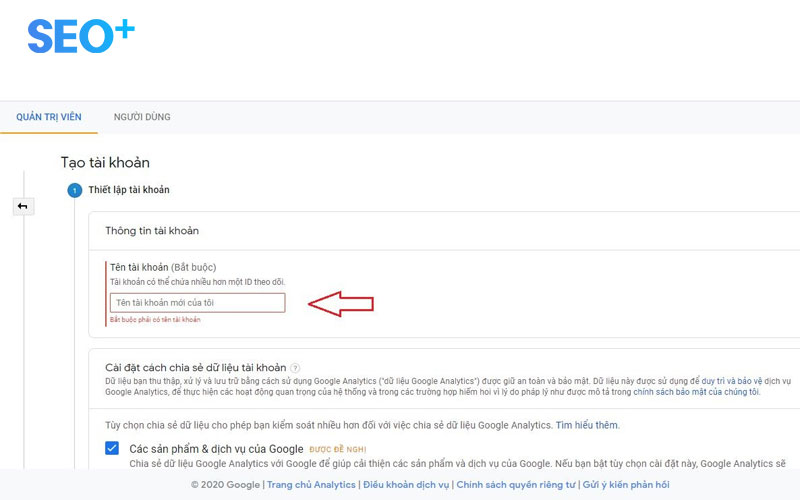 SEO+
QUẢN TRỊ VIÊN NGƯỜI DÙNG
Tạo tài khoản
1 Thiết lập tài khoản
Thông tin tài khoản
Tên tài khoản (Bắt buộc)
Tài khoản có thể chứa nhiều hơn một ID theo dõi.
Tên tài khoản mới của tôi
Bắt buộc phải có tên tài khoản
Cài đặt cách chia sẻ dữ liệu tài khoản ?
Dữ liệu bạn thu thập, xử lý và lưu trữ bằng cách sử dụng Google Analytics ("dữ liệu Google Analytics") được giữ an toàn và bảo mật. Dữ liệu này được sử dụng để duy trì và bảo vệ dịch vụ
Google Analytics, để thực hiện các hoạt động quan trong của hệ thống và trong các trường hợp hiếm hoi vì lý do pháp lý như được mô tả trong chính sách bảo mật của chúng tôi.
Tùy chọn chia sẻ dữ liệu cho phép bạn kiểm soát nhiều hơn đối với việc chia sẻ dữ liệu Google Analytics. Tìm hiểu thêm.
Các sản phẩm & dịch vụ của Google ĐƯỢC ĐỀ NGHỊ
Chia sẻ dữ liệu Google Analytics với Google để giúp cải thiện các sản phẩm và dịch vụ của Google. Nếu bạn bật tùy chọn cài đặt này, Google Analytics sẽ
© 2020 Google | Trang chủ Analytics | Điều khoản dịch vụ | Chính sách quyền riêng tư | Gửi ý kiến phản hồi